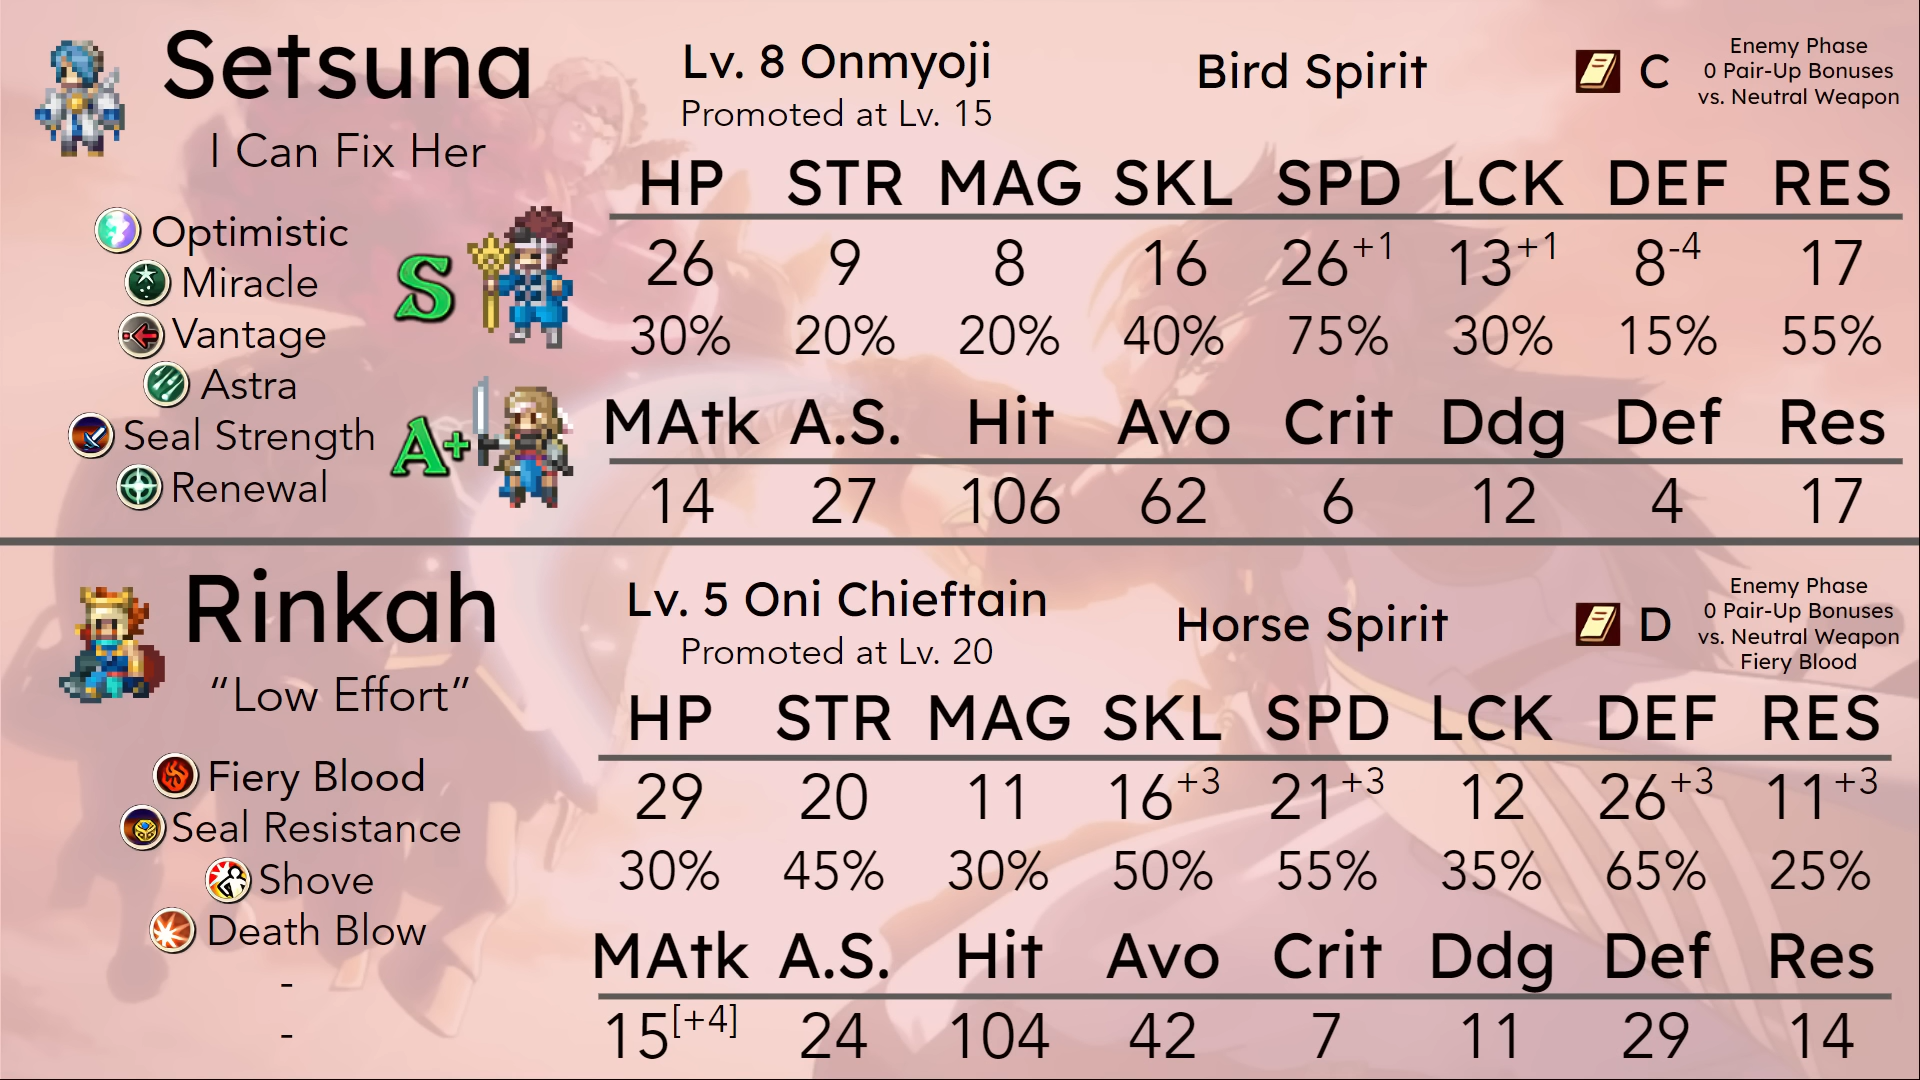 Setsuna
I Can Fix Her
Lv. 8 Onmyoji
Promoted at Lv. 15
Bird Spirit
C
Enemy Phase
0 Pair-Up Bonuses
vs. Neutral Weapon
Optimistic
Miracle
Vantage
Astra
Seal Strength
Renewal
S
A+
HP STR MAG SKL SPD LCK DEF RES
26 9 8 16 26+1 13+1 8-4 17
30% 20% 20% 40% 75% 30% 15% 55%
MAtk A.S. Hit Avo Crit Ddg Def Res
14 27 106 62 6 12 4 17
Rinkah
“Low Effort”
Lv. 5 Oni Chieftain
Promoted at Lv. 20
Horse Spirit
D
Enemy Phase
0 Pair-Up Bonuses
vs. Neutral Weapon
Fiery Blood
Fiery Blood
Seal Resistance
Shove
Death Blow
-
-
HP STR MAG SKL SPD LCK DEF RES
29 20 11 16+3 21+3 12 26+3 11+3
30% 45% 30% 50% 55% 35% 65% 25%
MAtk A.S. Hit Avo Crit Ddg Def Res
15[+4] 24 104 42 7 11 29 14